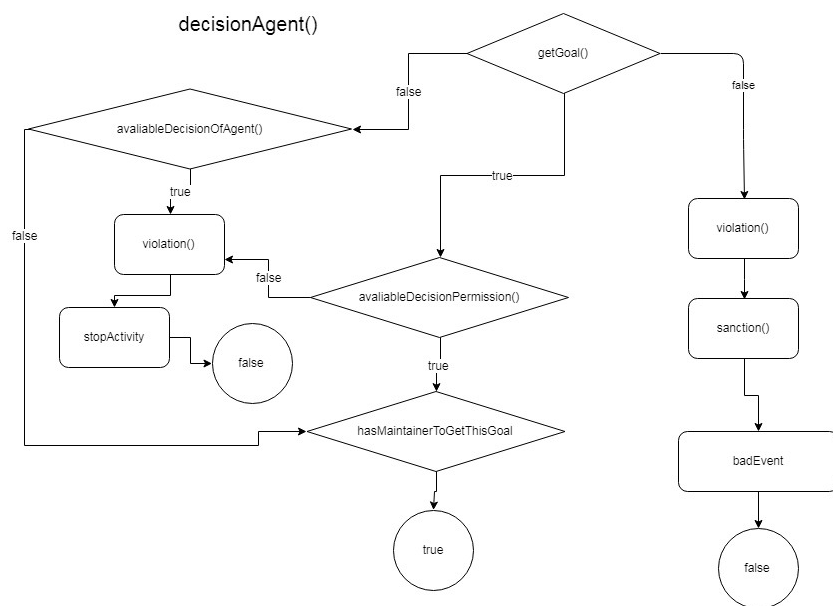 decisionAgent()
getGoal()
false
false
avaliableDecisionOfAgent()
true
true
false
violation()
violation()
false
avaliableDecisionPermission()
stopActivity
false
sanction()
true
hasMaintainerToGetThisGoal
badEvent
true
false